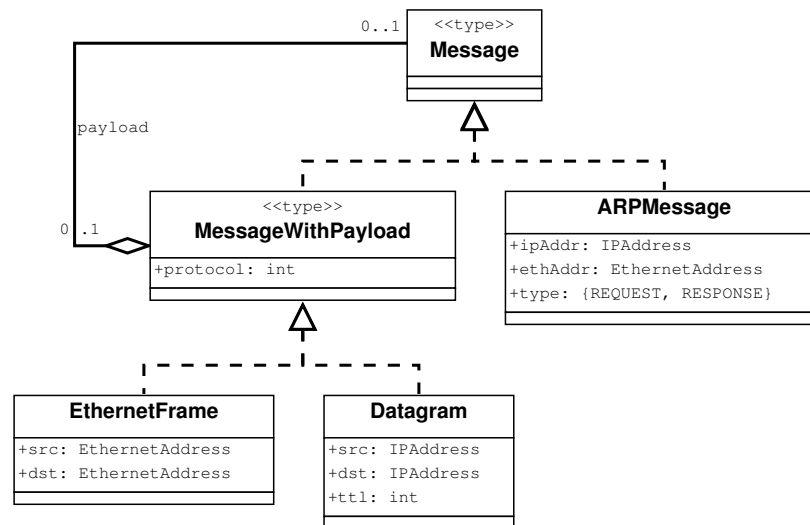 0..1
<<type>>
Message
payload
<<type>>
MessageWithPayload
0..1
+protocol: int
ARPMessage
+ipAddr: IPAddress
+ethAddr: EthernetAddress
+type: {REQUEST, RESPONSE}
EthernetFrame
+src: EthernetAddress
+dst: EthernetAddress
Datagram
+src: IPAddress
+dst: IPAddress
+ttl: int